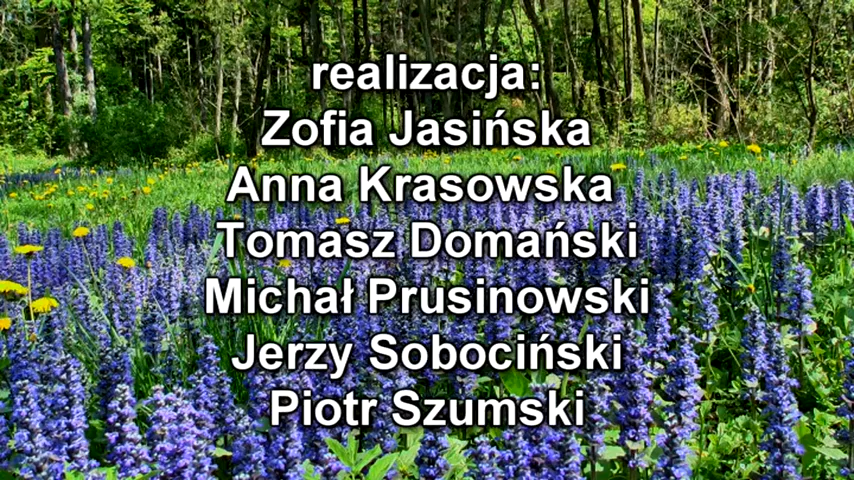 realizacja:
Zofia Jasińska
Anna Krasowska
Tomasz Domański
Michał Prusinowski
Jerzy Sobociński
Piotr Szumski